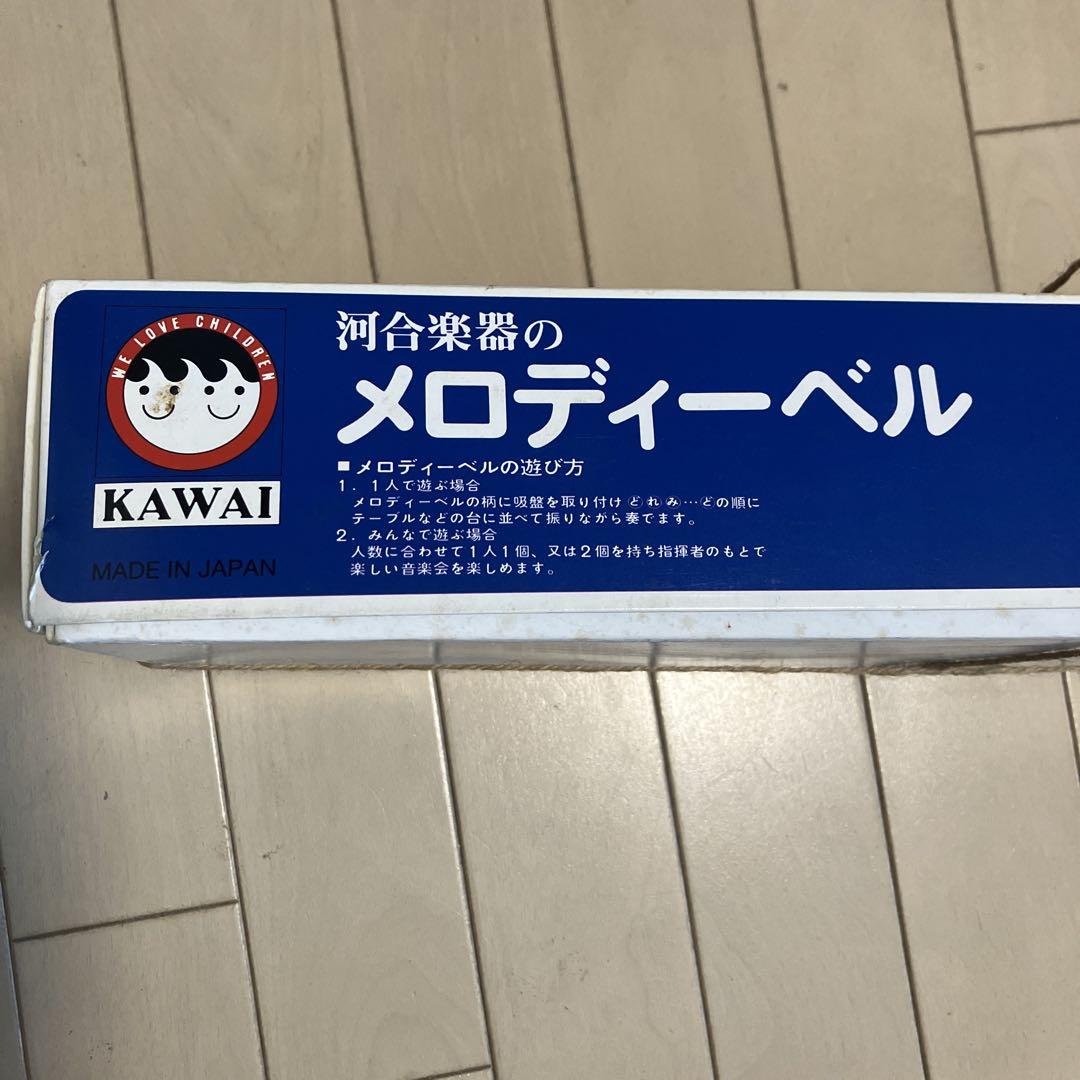 WE LOVE CHILDREN
KAWAI
MADE IN JAPAN
河合楽器の
メロディーベル
■メロディーベルの遊び方
1．1人で遊ぶ場合
メロディーベルの柄に吸盤を取り付けⓓどⓡれⓜみ…どの順に
テーブルなどの台に並べて振りながら奏でます。
2．みんなで遊ぶ場合
人数に合わせて1人1個、又は2個を持ち指揮者のもとで
楽しい音楽会を楽しめます。